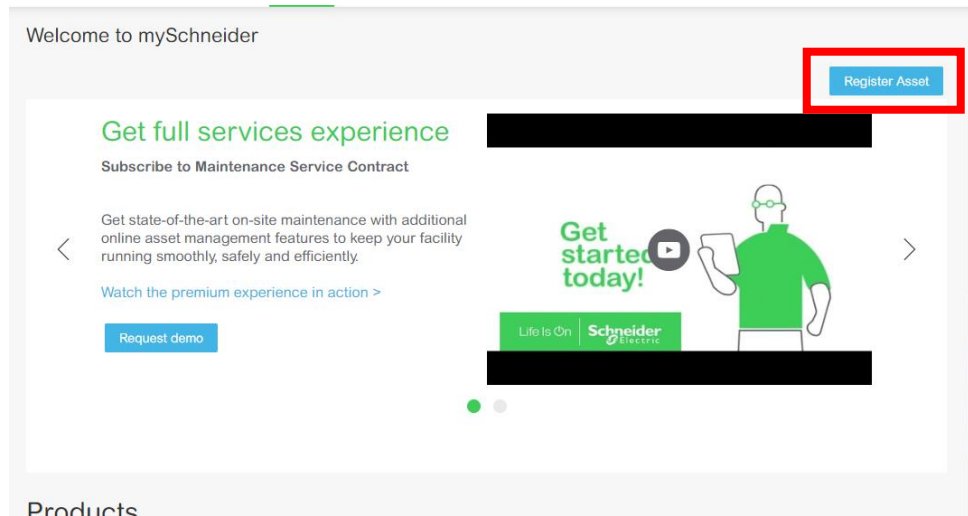 Welcome to mySchneider
Register Asset
Get full services experience
Subscribe to Maintenance Service Contract
Get state-of-the-art on-site maintenance with additional
online asset management features to keep your facility
running smoothly, safely and efficiently.
Watch the premium experience in action >
Request demo
Get
started
today!
Life Is On
Schneider
Electric
Products